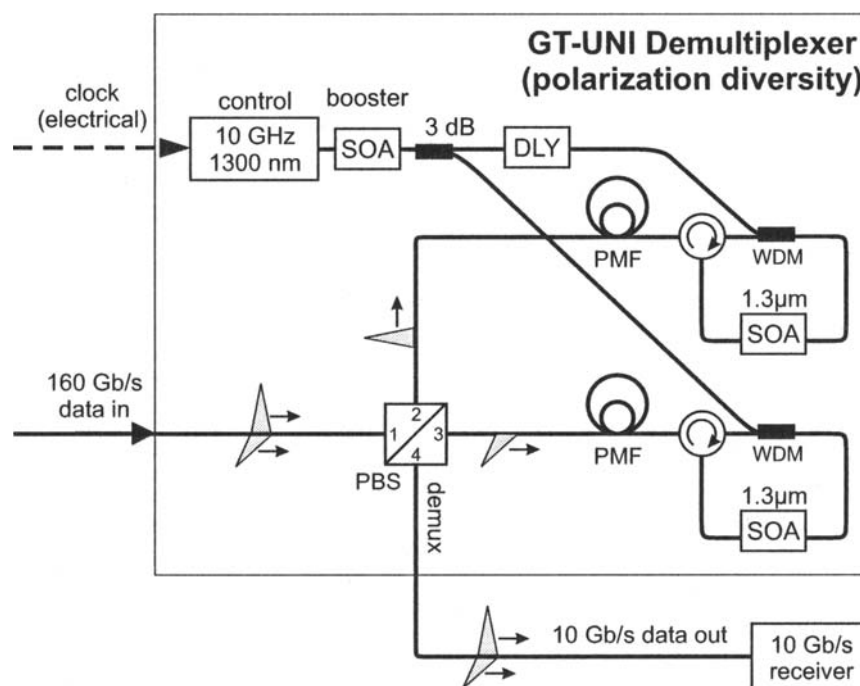 GT-UNI Demultiplexer
(polarization diversity)
clock
(electrical)
control
booster
10 GHz
1300 nm
SOA
3 dB
DLY
PMF
WDM
1.3µm
SOA
160 Gb/s
data in
1
2
3
4
PBS
demux
PMF
WDM
1.3µm
SOA
10 Gb/s data out
10 Gb/s
receiver